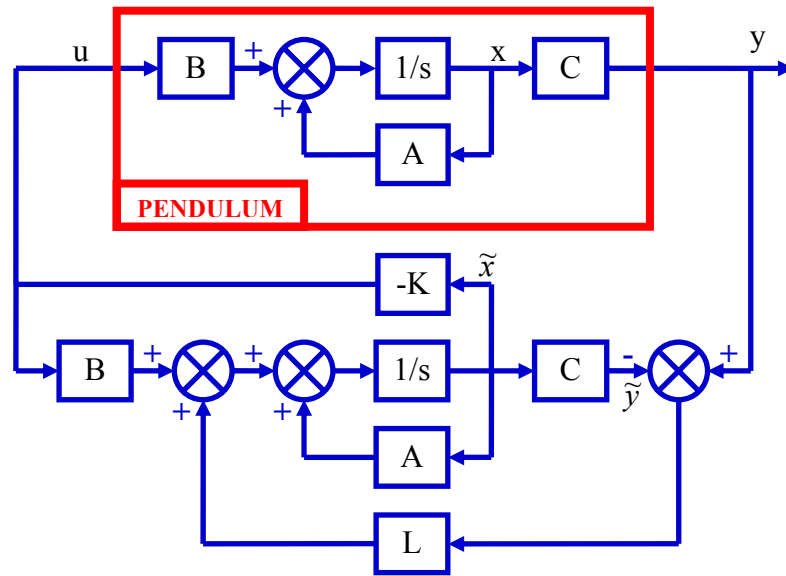 u
B
+
+
1/s
x
C
y
A
PENDULUM
-K
x̃
B
+
+
+
+
1/s
C
-
ỹ
+
A
L